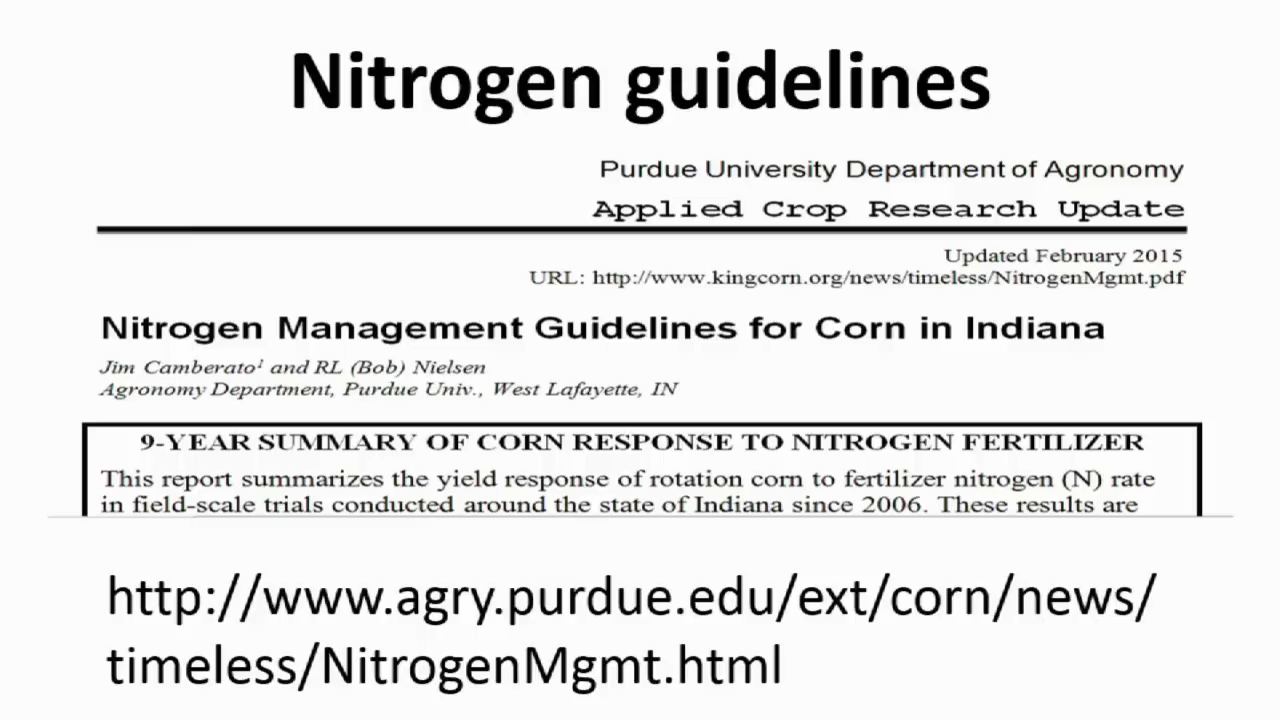 Nitrogen guidelines
Purdue University Department of Agronomy
Applied Crop Research Update
Updated February 2015
URL: http://www.kingcorn.org/news/timeless/NitrogenMgmt.pdf
Nitrogen Management Guidelines for Corn in Indiana
Jim Camberato¹ and RL (Bob) Nielsen
Agronomy Department, Purdue Univ., West Lafayette, IN
9-YEAR SUMMARY OF CORN RESPONSE TO NITROGEN FERTILIZER
This report summarizes the yield response of rotation corn to fertilizer nitrogen (N) rate
in field-scale trials conducted around the state of Indiana since 2006. These results are
http://www.agry.purdue.edu/ext/corn/news/
timeless/NitrogenMgmt.html